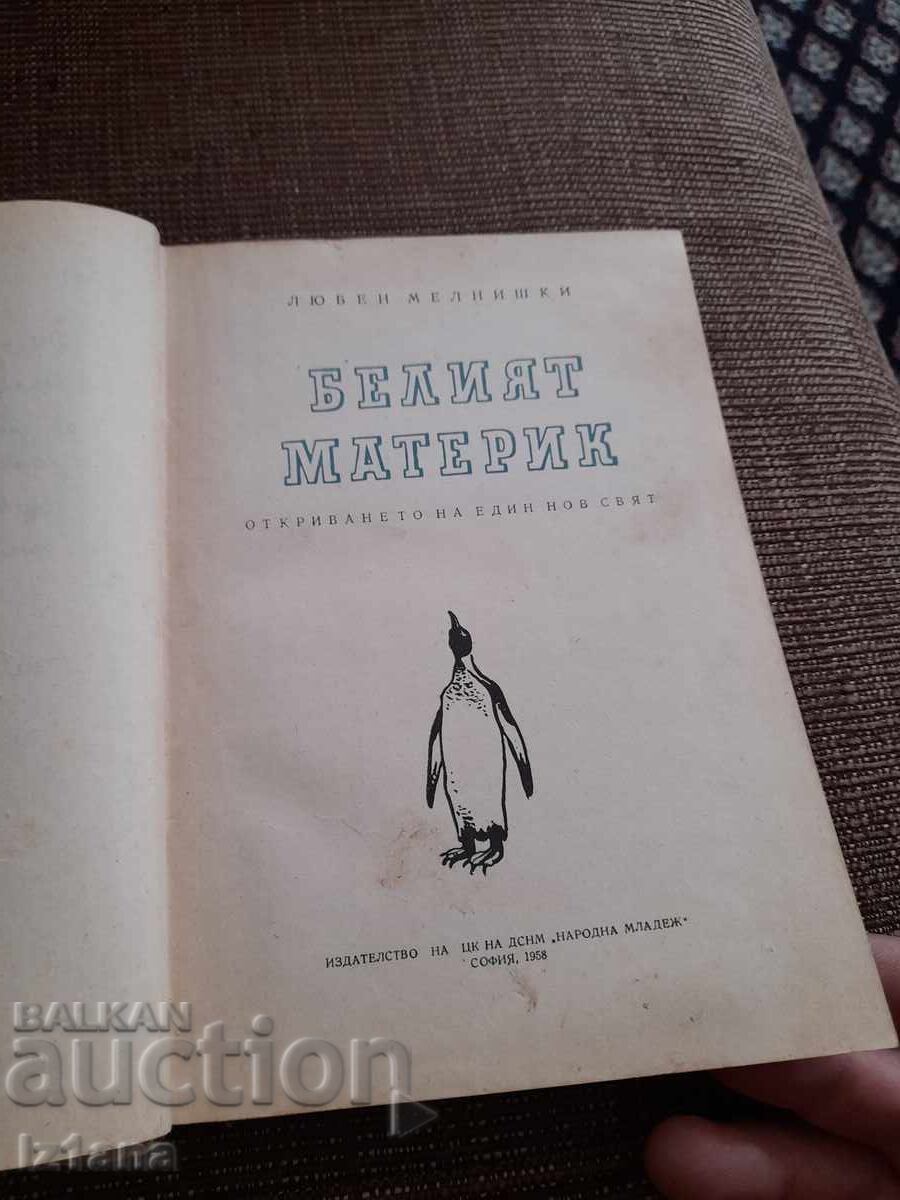 ЛЮБЕН МЕЛНИШКИ
БЕЛИЯТ
МАТЕРИК
ОТКРИВАНЕТО НА ЕДИН НОВ СВЯТ
ИЗДАТЕЛСТВО НА ЦК НА ДСНМ „НАРОДНА МЛАДЕЖ“
СОФИЯ, 1958
BALKAN
auction
Iz1ana